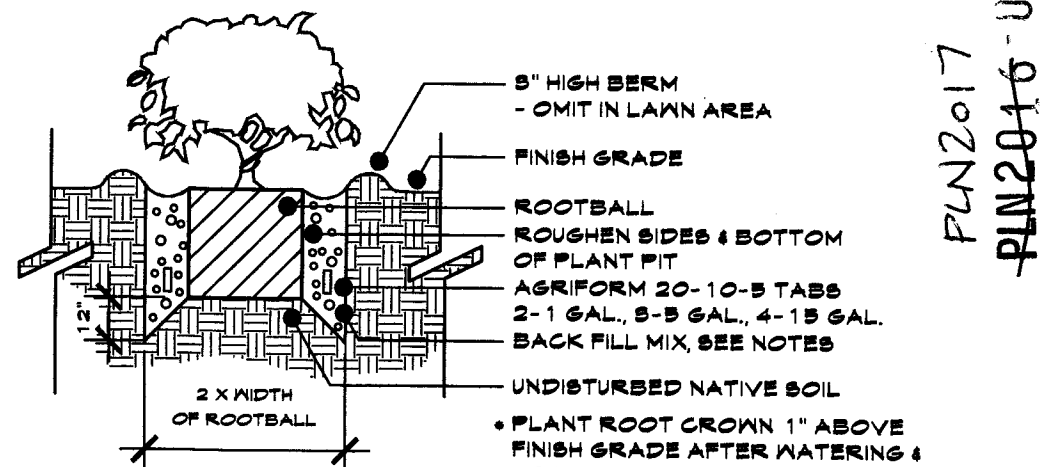 3" HIGH BERM
- OMIT IN LAWN AREA
FINISH GRADE
ROOTBALL
ROUGHEN SIDES & BOTTOM
OF PLANT PIT
AGRIFORM 20-10-5 TABS
2-1 GAL., 3-5 GAL., 4-15 GAL.
BACK FILL MIX, SEE NOTES
UNDISTURBED NATIVE SOIL
* PLANT ROOT CROWN 1" ABOVE
FINISH GRADE AFTER WATERING &
12"
2 X WIDTH
OF ROOTBALL
PLN2017
PLN2016-U